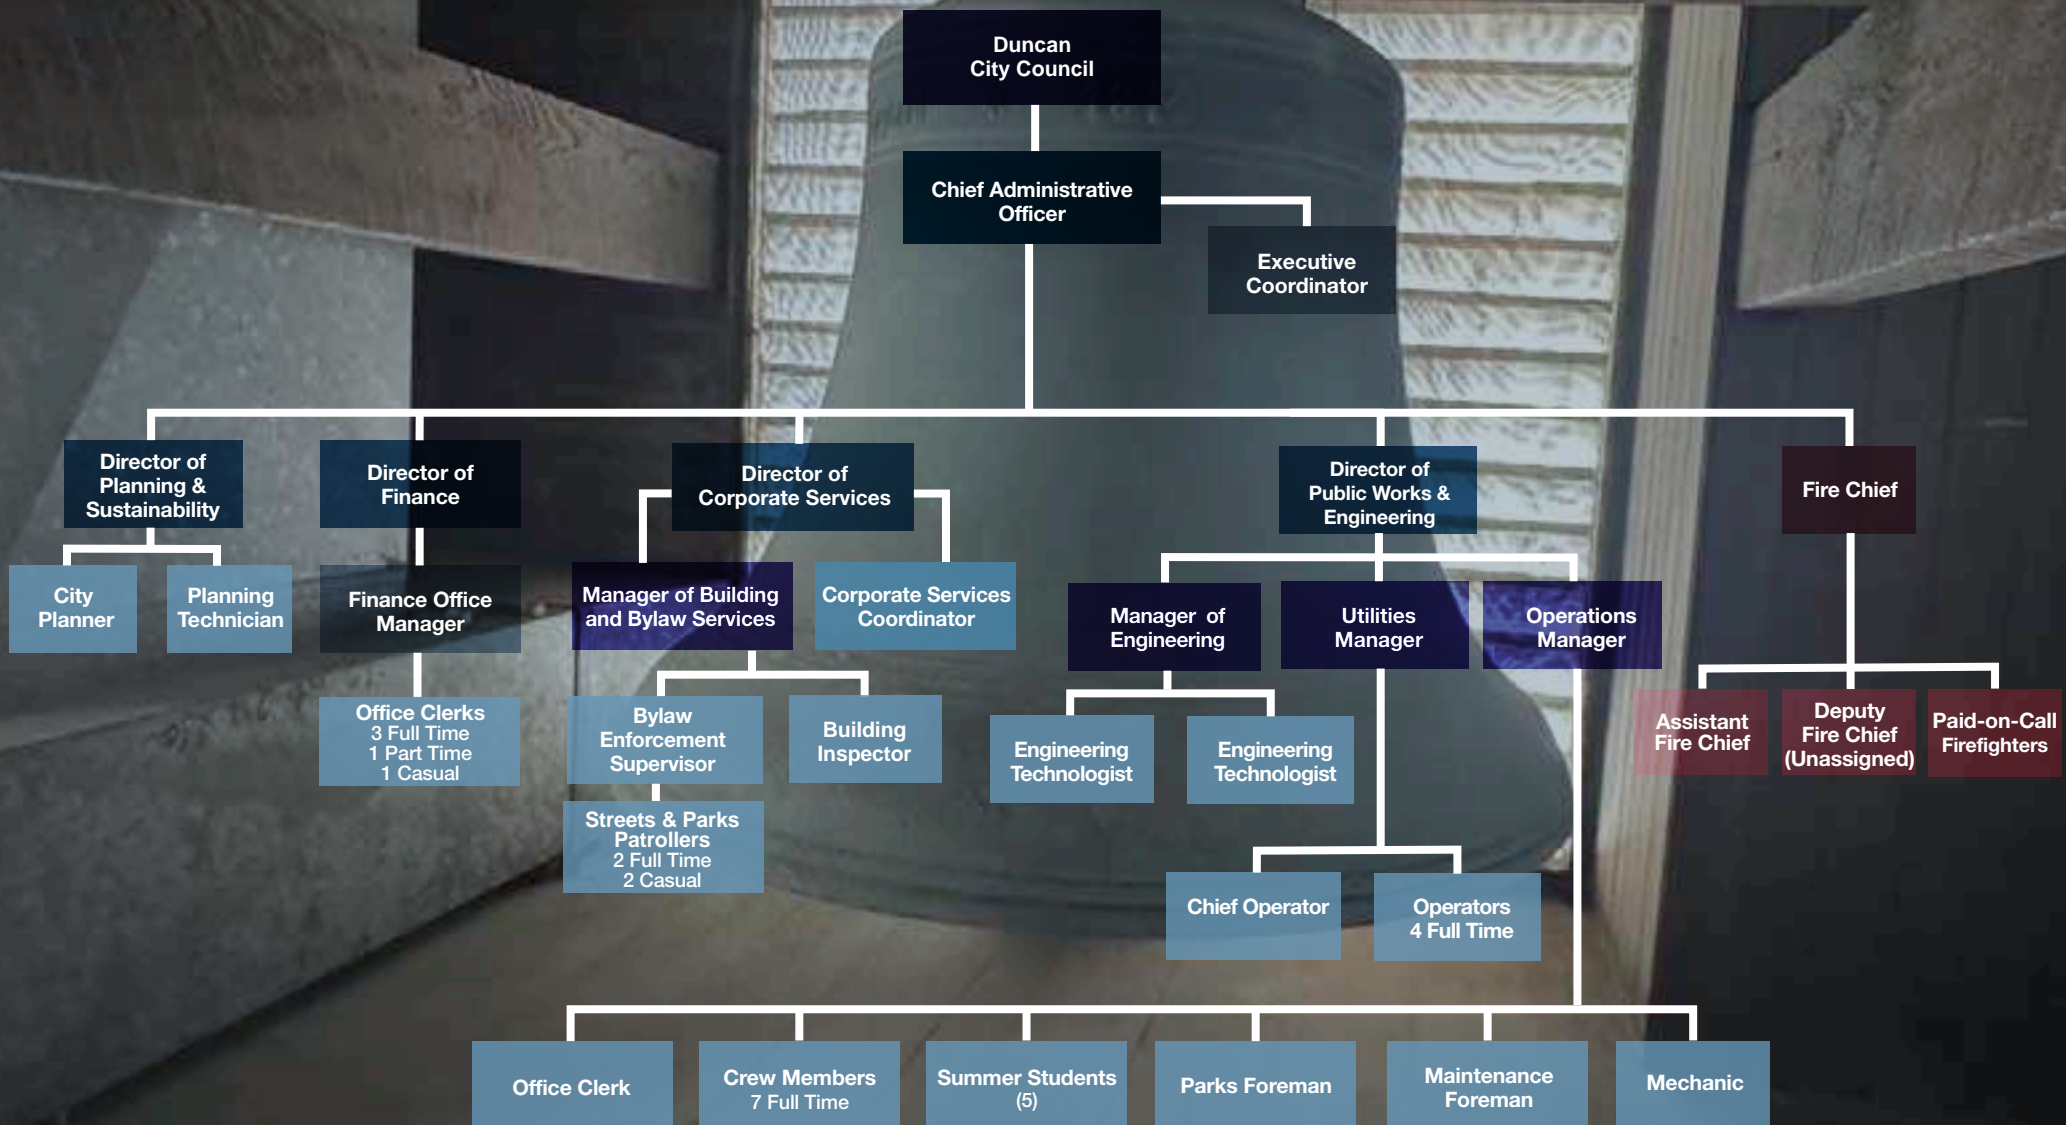 Duncan
City Council
Chief Administrative
Officer
Executive
Coordinator
Director of
Planning &
Sustainability
Director of
Finance
Director of
Corporate Services
Director of
Public Works &
Engineering
Fire Chief
City
Planner
Planning
Technician
Finance Office
Manager
Manager of Building
and Bylaw Services
Corporate Services
Coordinator
Manager of
Engineering
Utilities
Manager
Operations
Manager
Office Clerks
3 Full Time
1 Part Time
1 Casual
Bylaw
Enforcement
Supervisor
Building
Inspector
Engineering
Technologist
Engineering
Technologist
Assistant
Fire Chief
Deputy
Fire Chief
(Unassigned)
Paid-on-Call
Firefighters
Streets & Parks
Patrollers
2 Full Time
2 Casual
Chief Operator
Operators
4 Full Time
Office Clerk
Crew Members
7 Full Time
Summer Students
(5)
Parks Foreman
Maintenance
Foreman
Mechanic